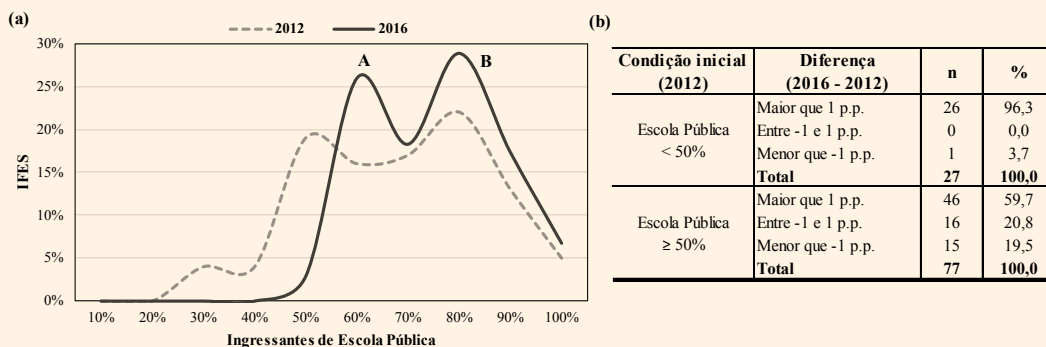 (a)
2012 2016
30%
25%
20%
15%
10%
5%
0%
IFES
A
B
10% 20% 30% 40% 50% 60% 70% 80% 90% 100%
Ingressantes de Escola Pública
(b)
Condição inicial (2012) Diferença (2016 - 2012) n %
Escola Pública < 50%
Maior que 1 p.p. 26 96,3
Entre -1 e 1 p.p. 0 0,0
Menor que -1 p.p. 1 3,7
Total 27 100,0
Escola Pública ≥ 50%
Maior que 1 p.p. 46 59,7
Entre -1 e 1 p.p. 16 20,8
Menor que -1 p.p. 15 19,5
Total 77 100,0